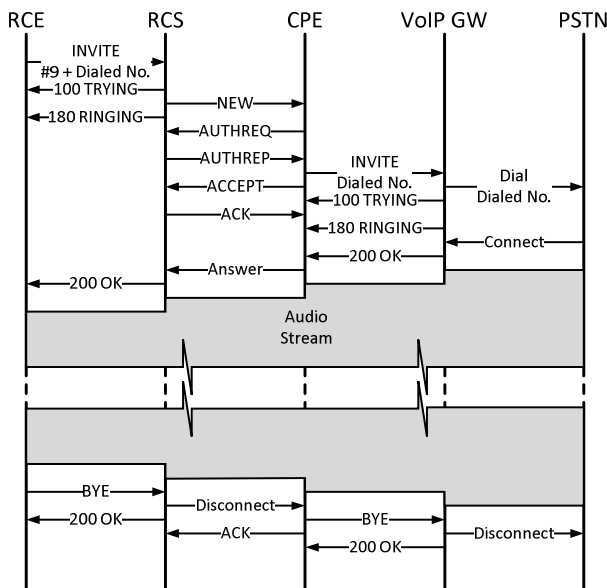 RCE RCS CPE VoIP GW PSTN
INVITE
#9 + Dialed No.
100 TRYING
NEW
180 RINGING
AUTHREQ
AUTHREP
INVITE
Dialed No.
Dial
Dialed No.
ACCEPT
100 TRYING
ACK
180 RINGING
Connect
200 OK
Answer
200 OK
Audio
Stream
BYE
Disconnect
200 OK
BYE
ACK
Disconnect
200 OK